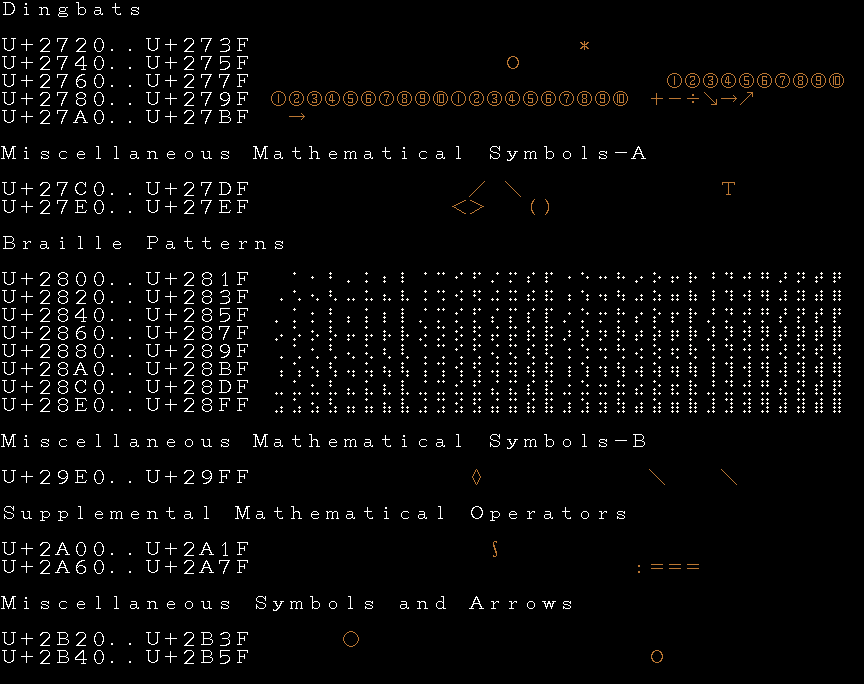 Dingbats
U+2720..U+273F *
U+2740..U+275F O
U+2760..U+277F ①②③④⑤⑥⑦⑧⑨⑩
U+2780..U+279F ①②③④⑤⑥⑦⑧⑨⑩①②③④⑤⑥⑦⑧⑨⑩ +−÷↘→↗
U+27A0..U+27BF →
Miscellaneous Mathematical Symbols-A
U+27C0..U+27DF ⟋ ⟍ T
U+27E0..U+27EF <> ()
Braille Patterns
U+2800..U+281F ⠀⠁⠂⠃⠄⠅⠆⠇⠈⠉⠊⠋⠌⠍⠎⠏⠐⠑⠒⠓⠔⠕⠖⠗⠘⠙⠚⠛⠜⠝⠞⠟
U+2820..U+283F ⠠⠡⠢⠣⠤⠥⠦⠧⠨⠩⠪⠫⠬⠭⠮⠯⠰⠱⠲⠳⠴⠵⠶⠷⠸⠹⠺⠻⠼⠽⠾⠿
U+2840..U+285F ⡀⡁⡂⡃⡄⡅⡆⡇⡈⡉⡊⡋⡌⡍⡎⡏⡐⡑⡒⡓⡔⡕⡖⡗⡘⡙⡚⡛⡜⡝⡞⡟
U+2860..U+287F ⡠⡡⡢⡣⡤⡥⡦⡧⡨⡩⡪⡫⡬⡭⡮⡯⡰⡱⡲⡳⡴⡵⡶⡷⡸⡹⡺⡻⡼⡽⡾⡿
U+2880..U+289F ⢀⢁⢂⢃⢄⢅⢆⢇⢈⢉⢊⢋⢌⢍⢎⢏⢐⢑⢒⢓⢔⢕⢖⢗⢘⢙⢚⢛⢜⢝⢞⢟
U+28A0..U+28BF ⢠⢡⢢⢣⢤⢥⢦⢧⢨⢩⢪⢫⢬⢭⢮⢯⢰⢱⢲⢳⢴⢵⢶⢷⢸⢹⢺⢻⢼⢽⢾⢿
U+28C0..U+28DF ⣀⣁⣂⣃⣄⣅⣆⣇⣈⣉⣊⣋⣌⣍⣎⣏⣐⣑⣒⣓⣔⣕⣖⣗⣘⣙⣚⣛⣜⣝⣞⣟
U+28E0..U+28FF ⣠⣡⣢⣣⣤⣥⣦⣧⣨⣩⣪⣫⣬⣭⣮⣯⣰⣱⣲⣳⣴⣵⣶⣷⣸⣹⣺⣻⣼⣽⣾⣿
Miscellaneous Mathematical Symbols-B
U+29E0..U+29FF ◊ \ \
Supplemental Mathematical Operators
U+2A00..U+2A1F ∫
U+2A60..U+2A7F :===
Miscellaneous Symbols and Arrows
U+2B20..U+2B3F ○
U+2B40..U+2B5F O